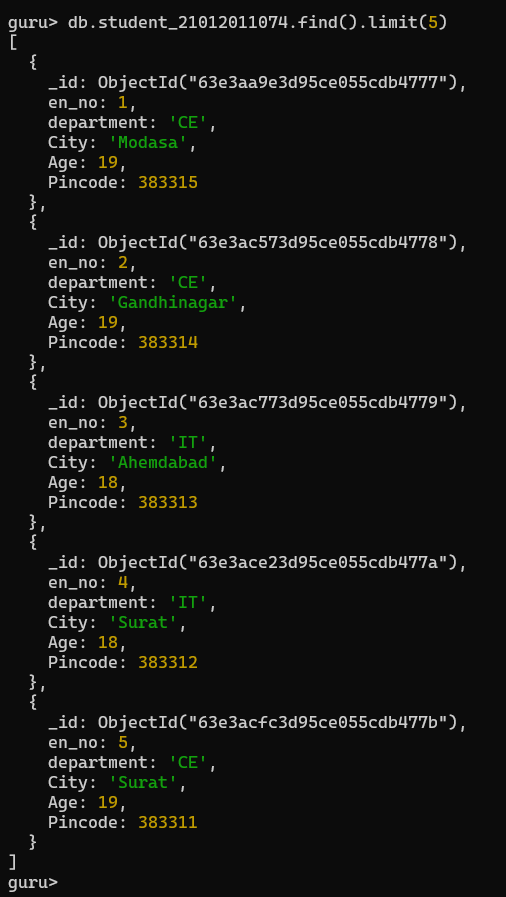 guru> db.student_21012011074.find().limit(5)
[
  {
    _id: ObjectId("63e3aa9e3d95ce055cdb4777"),
    en_no: 1,
    department: 'CE',
    City: 'Modasa',
    Age: 19,
    Pincode: 383315
  },
  {
    _id: ObjectId("63e3ac573d95ce055cdb4778"),
    en_no: 2,
    department: 'CE',
    City: 'Gandhinagar',
    Age: 19,
    Pincode: 383314
  },
  {
    _id: ObjectId("63e3ac773d95ce055cdb4779"),
    en_no: 3,
    department: 'IT',
    City: 'Ahemdabad',
    Age: 18,
    Pincode: 383313
  },
  {
    _id: ObjectId("63e3ace23d95ce055cdb477a"),
    en_no: 4,
    department: 'IT',
    City: 'Surat',
    Age: 18,
    Pincode: 383312
  },
  {
    _id: ObjectId("63e3acfc3d95ce055cdb477b"),
    en_no: 5,
    department: 'CE',
    City: 'Surat',
    Age: 19,
    Pincode: 383311
  }
]
guru>